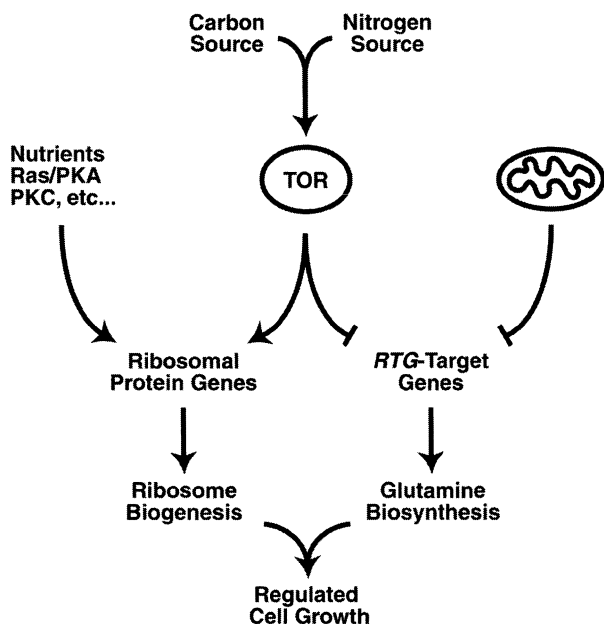 Carbon
Source
Nitrogen
Source
Nutrients
Ras/PKA
PKC, etc...
TOR
Ribosomal
Protein Genes
RTG-Target
Genes
Ribosome
Biogenesis
Glutamine
Biosynthesis
Regulated
Cell Growth